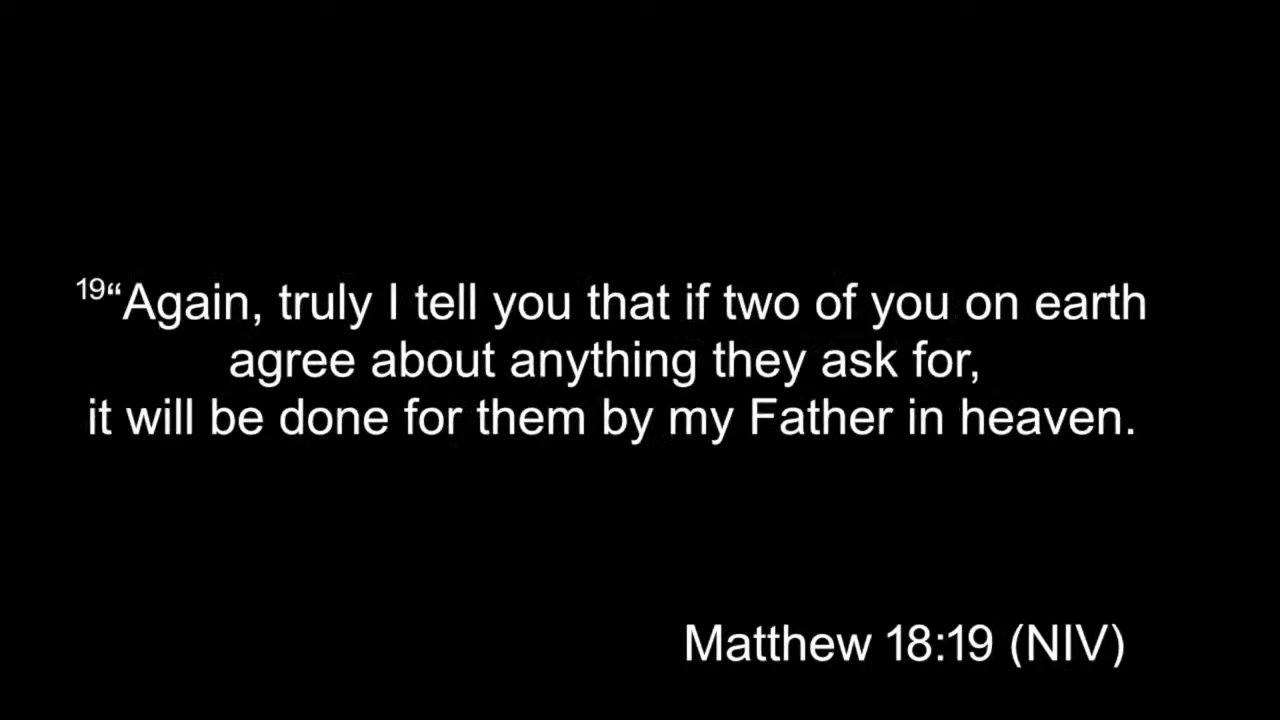 ¹⁹“Again, truly I tell you that if two of you on earth
agree about anything they ask for,
it will be done for them by my Father in heaven.
Matthew 18:19 (NIV)